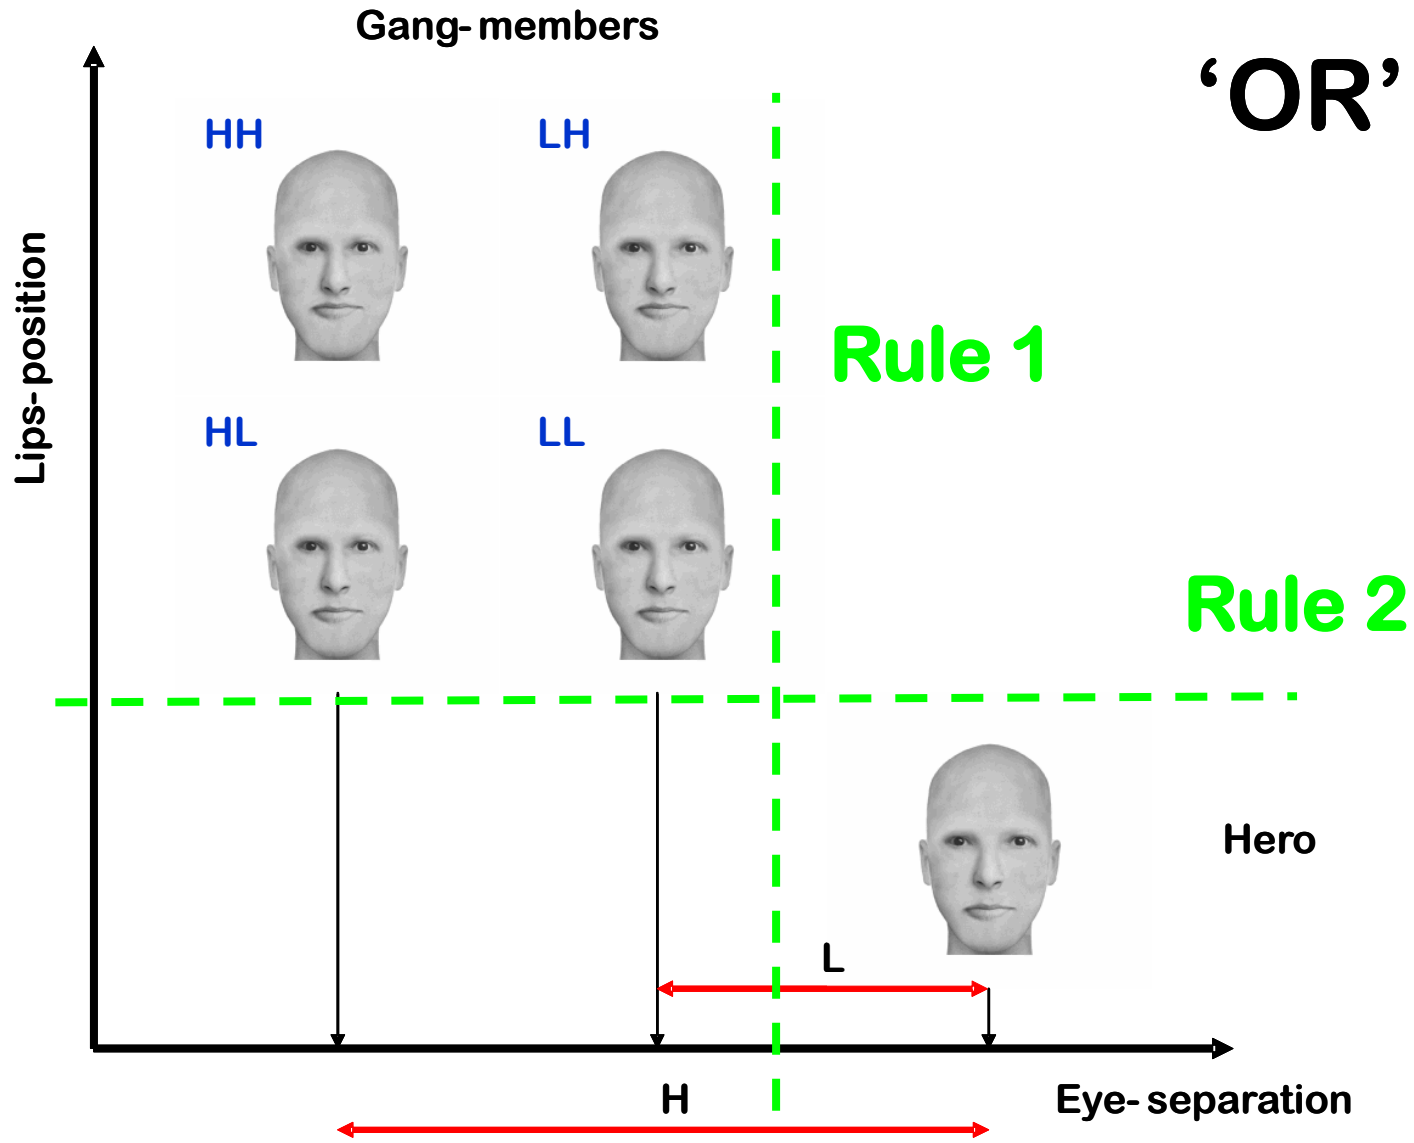 Gang-members
‘OR’
HH
LH
Lips-position
Rule 1
HL
LL
Rule 2
Hero
L
H
Eye-separation